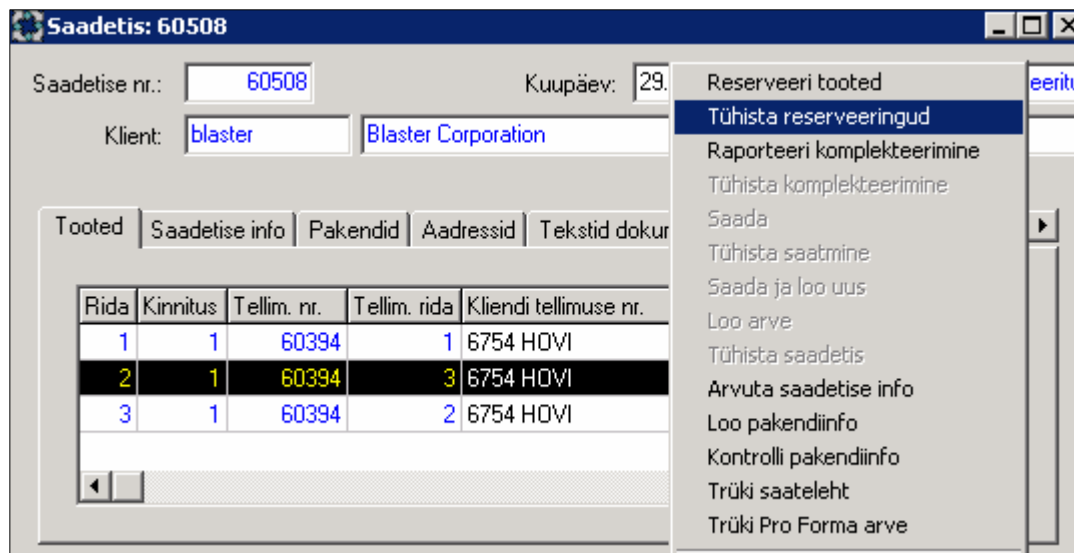 Saadetis: 60508
Saadetise nr.: 60508 Kuupäev: 29.
Klient: blaster Blaster Corporation
Tooted Saadetise info Pakendid Aadressid Tekstid
Rida Kinnitus Tellim. nr. Tellim. rida Kliendi tellimuse nr.
1 1 60394 1 6754 HOVI
2 1 60394 3 6754 HOVI
3 1 60394 2 6754 HOVI
Reserveeri tooted
Tühista reserveeringud
Raporteeri komplekteerimine
Tühista komplekteerimine
Saada
Tühista saatmine
Saada ja loo uus
Loo arve
Tühista saadetis
Arvuta saadetise info
Loo pakendiinfo
Kontrolli pakendiinfo
Trüki saateleht
Trüki Pro Forma arve